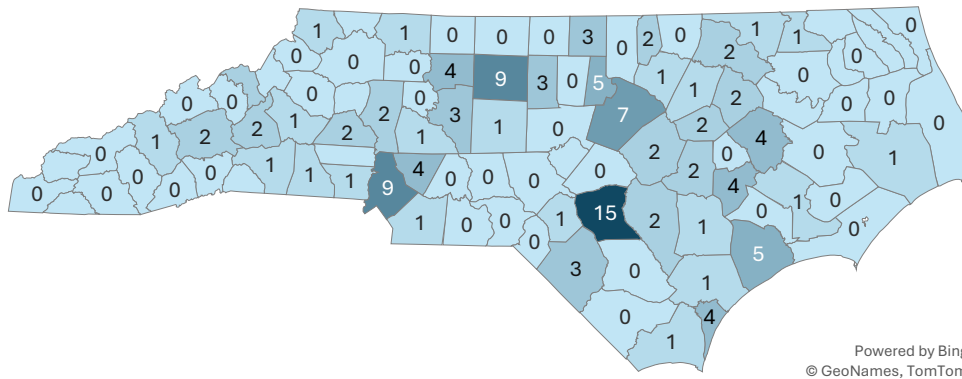 0
1 1 0 0 0 3 0 2 0 2 1 1
0 0 0 4 9 3 0 5 1 1 2 0 0
0 0 0 2 0 3 7 0 0 0
0 1 2 2 1 2 1 1 0 2 4
2 0 0 1
0 0 1 1 1 4 0 0 0 0 2
0 0 0 9 4 1 0
1 0 0 1 15 2 1 0 0
0 5
3 0 1
0 4
1
Powered by Bing
© GeoNames, TomTom